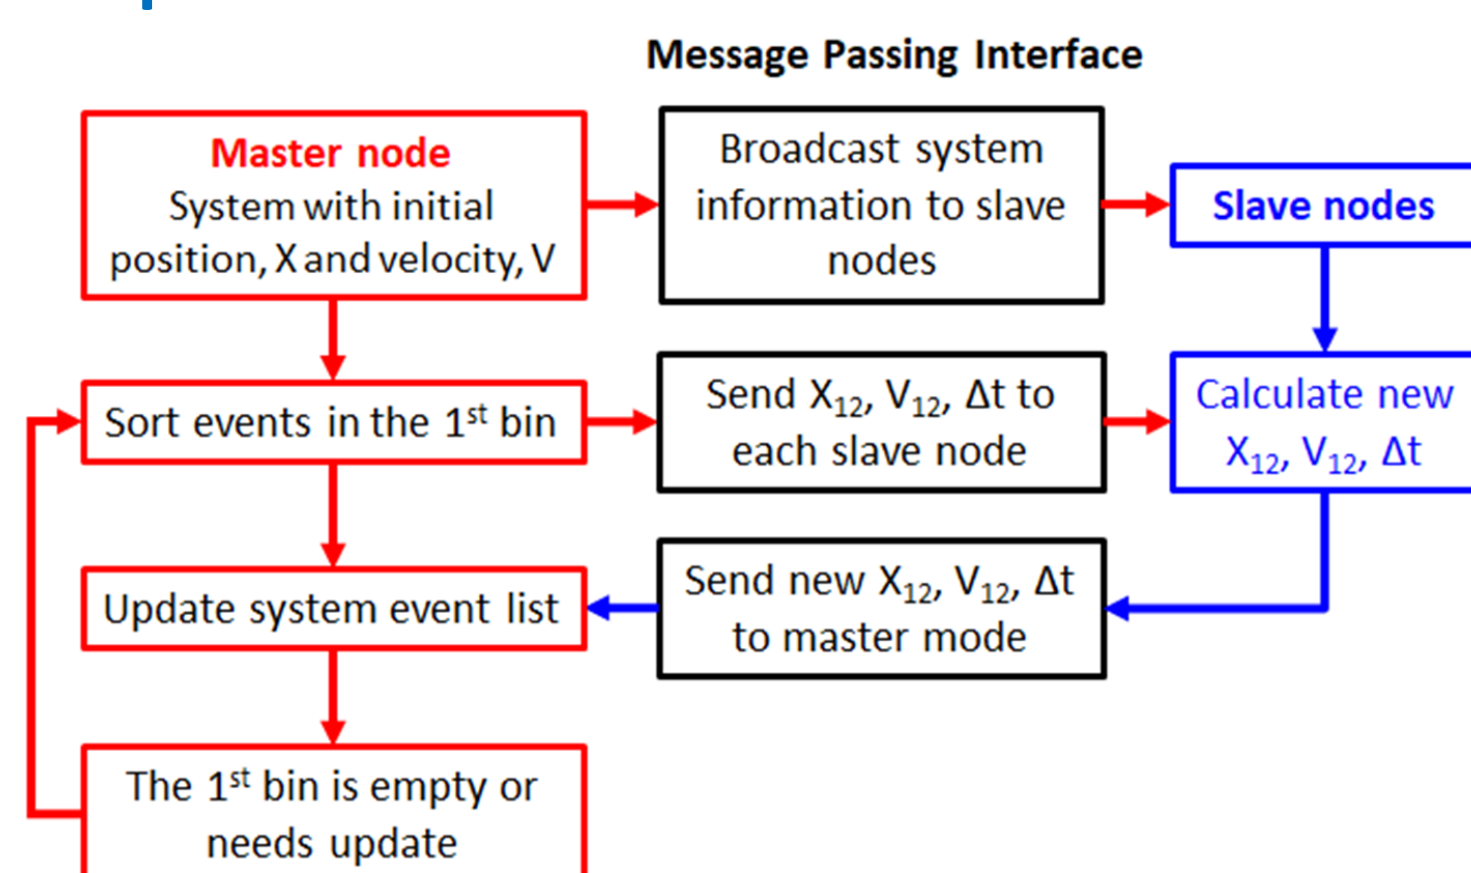 Message Passing Interface
Master node
System with initial
position, X and velocity, V
Broadcast system
information to slave
nodes
Slave nodes
Sort events in the 1st bin
Send X12, V12, Δt to
each slave node
Calculate new
X12, V12, Δt
Update system event list
Send new X12, V12, Δt
to master mode
The 1st bin is empty or
needs update